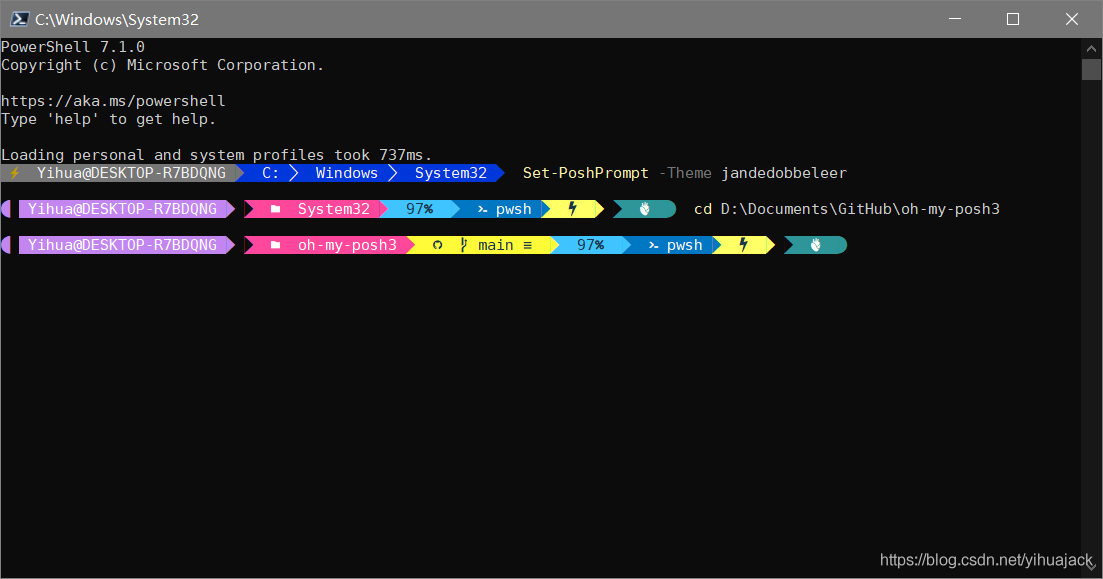 C:\Windows\System32
PowerShell 7.1.0
Copyright (c) Microsoft Corporation.
https://aka.ms/powershell
Type 'help' to get help.
Loading personal and system profiles took 737ms.
Yihua@DESKTOP-R7BDQNG C: Windows System32 Set-PoshPrompt -Theme jandedobbeleer
Yihua@DESKTOP-R7BDQNG System32 97% pwsh cd D:\Documents\GitHub\oh-my-posh3
Yihua@DESKTOP-R7BDQNG oh-my-posh3 main ≡ 97% pwsh
https://blog.csdn.net/yihuajack